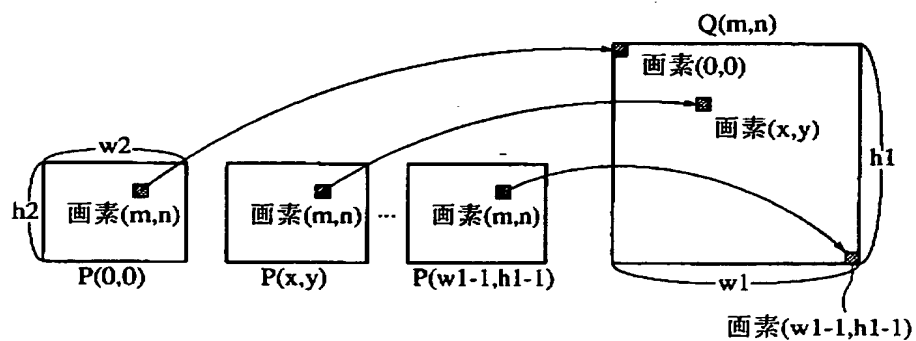 Q(m,n)
画素(0,0)
画素(x,y)
h1
w2
h2
画素(m,n)
画素(m,n)
...
画素(m,n)
P(0,0)
P(x,y)
P(w1-1,h1-1)
w1
画素(w1-1,h1-1)